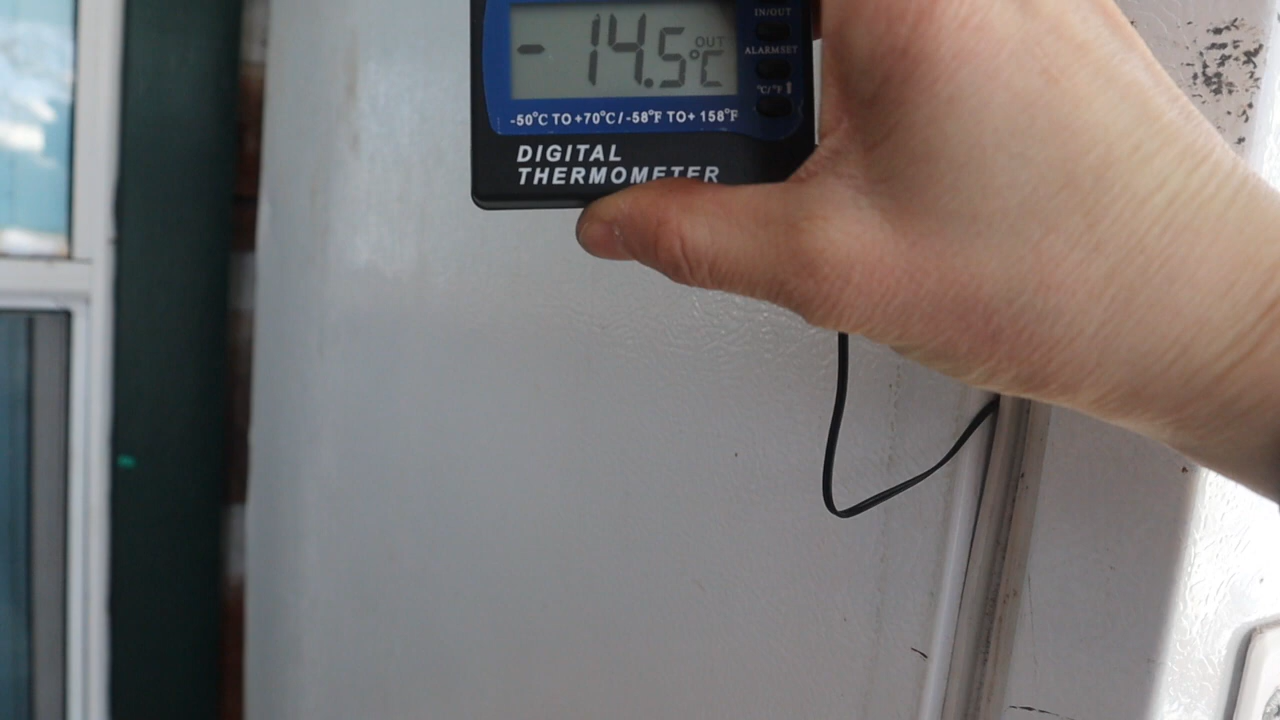 - 14.5°C OUT
IN/OUT
ALARMSET
°C/°F
-50°C TO +70°C / -58°F TO+ 158°F
DIGITAL
THERMOMETER